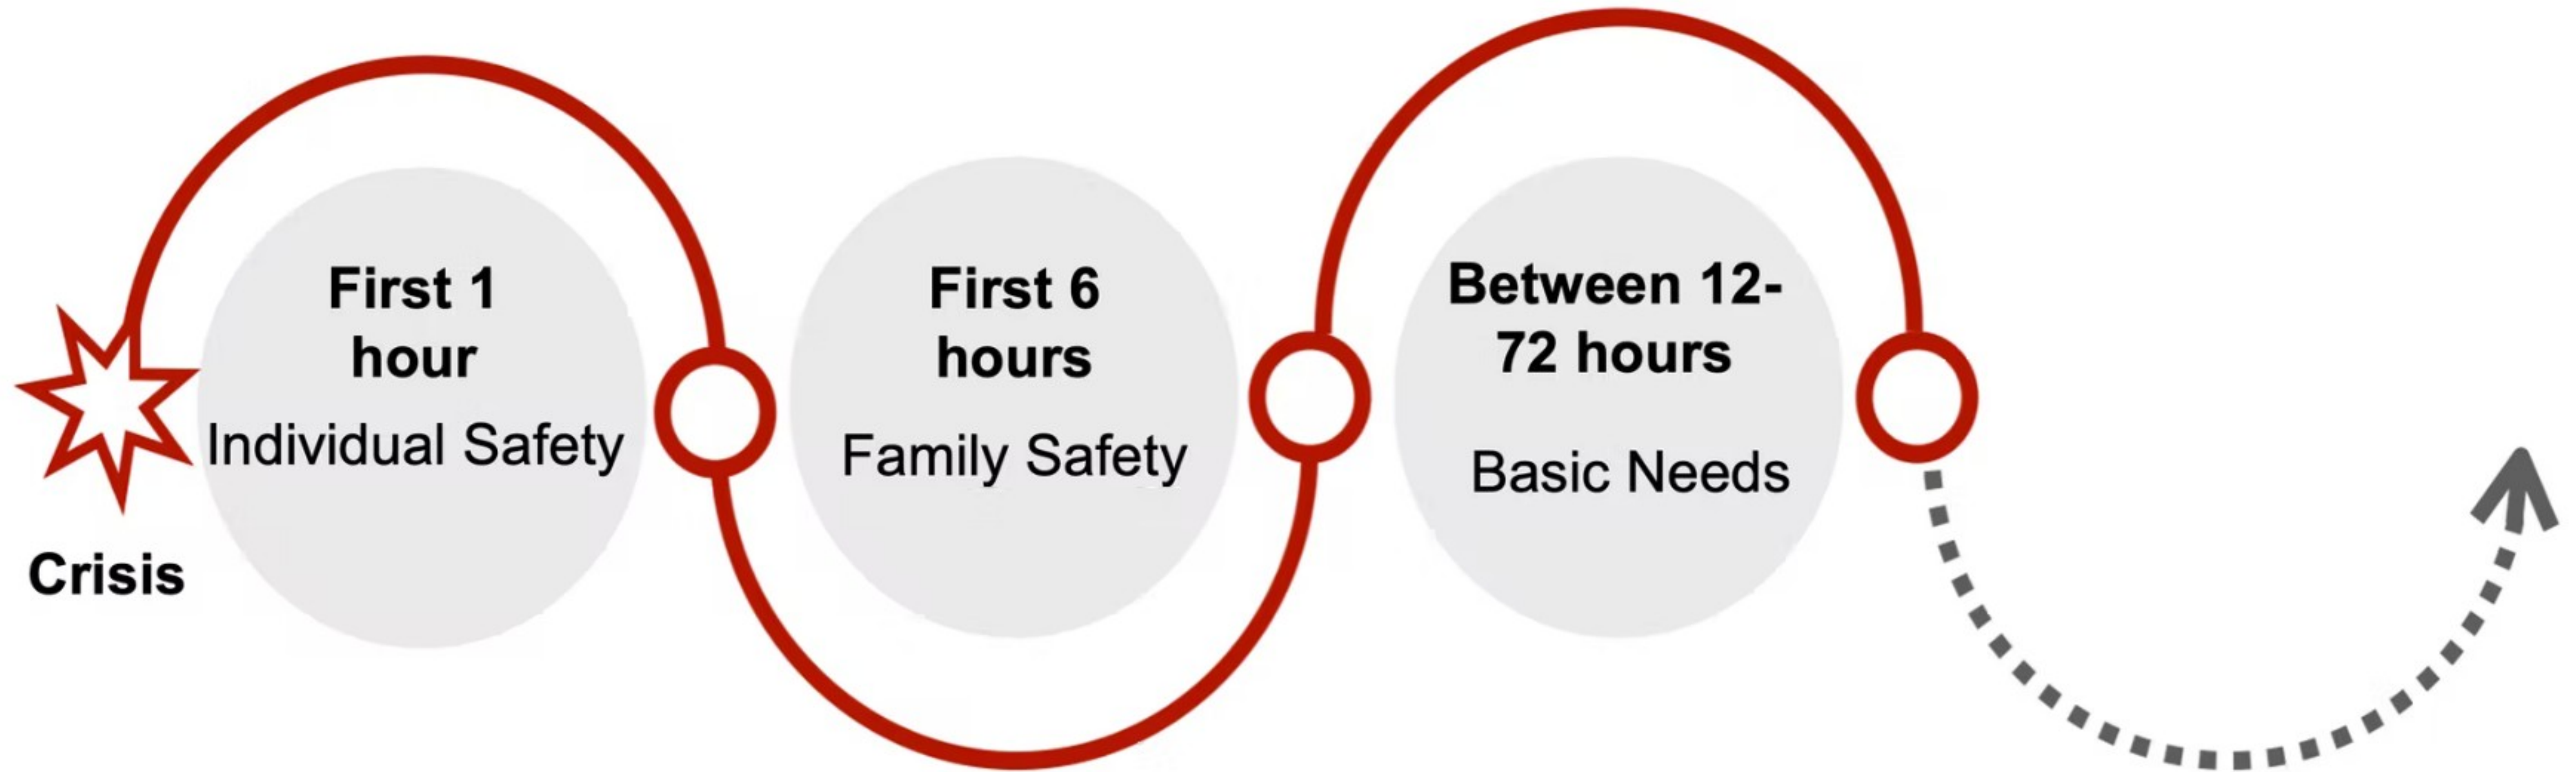 Crisis
First 1
hour
Individual Safety
First 6
hours
Family Safety
Between 12-
72 hours
Basic Needs